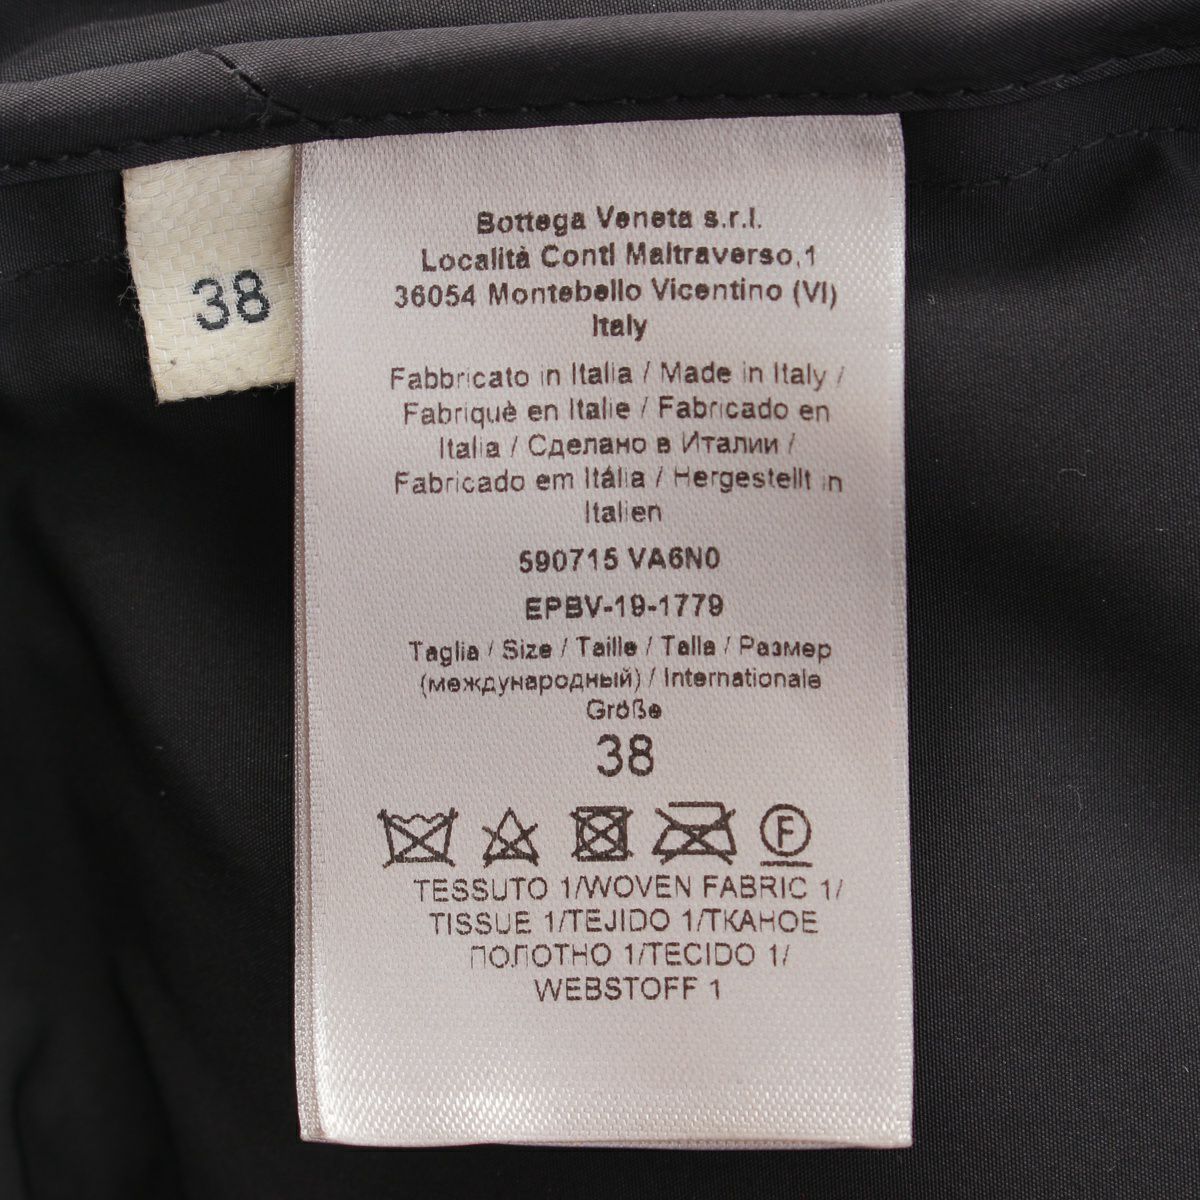 38
Bottega Veneta s.r.l.
Località Conti Maltraverso,1
36054 Montebello Vicentino (VI)
Italy
Fabbricato in Italia / Made in Italy /
Fabriquè en Italie / Fabricado en
Italia / Сделано в Италии /
Fabricado em Itália / Hergestellt in
Italien
590715 VA6N0
EPBV-19-1779
Taglia / Size / Taille / Talla / Размер
(международный) / Internationale
Größe
38
F
TESSUTO 1/WOVEN FABRIC 1/
TISSUE 1/TEJIDO 1/ТКАНОЕ
ПОЛОТНО 1/TECIDO 1/
WEBSTOFF 1